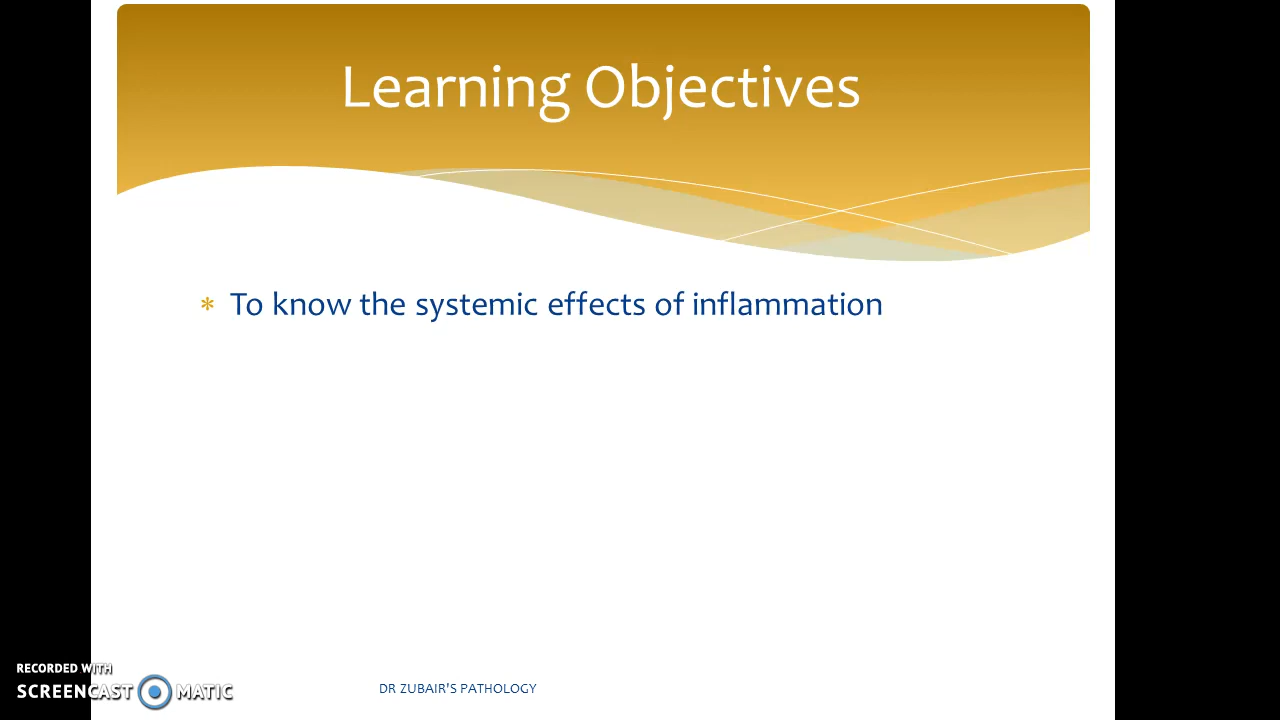 Learning Objectives
* To know the systemic effects of inflammation
RECORDED WITH
SCREENCAST MATIC
DR ZUBAIR'S PATHOLOGY